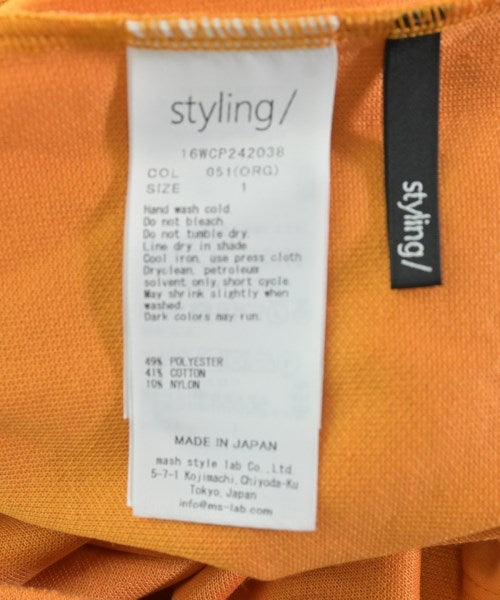 styling/
16WCP242038
COL 051(ORG)
SIZE 1
Hand wash cold
Do not bleach.
Do not tumble dry.
Line dry in shade
Cool iron, use press cloth
Dryclean, petroleum
solvent only,short cycle.
May shrink slightly when
washed.
Dark colors may run.
49% POLYESTER
41% COTTON
10% NYLON
MADE IN JAPAN
mash style lab Co.,Ltd.
5-7-1 Kojimachi,Chiyoda-Ku
Tokyo,Japan
info@ms-lab.com
styling/